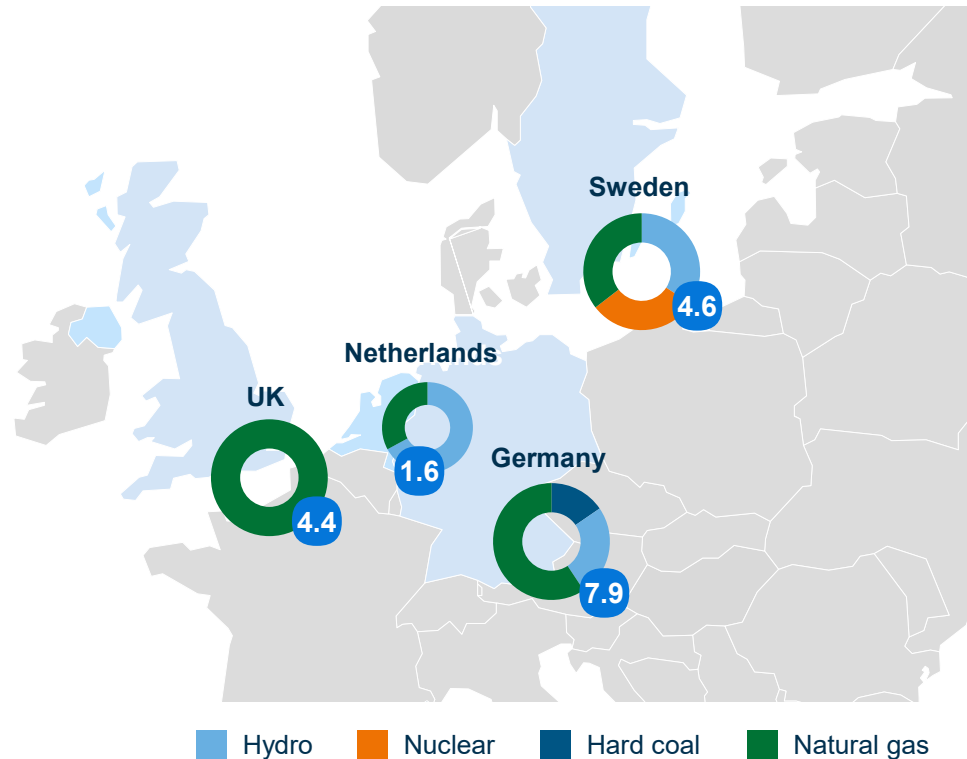 Sweden
4.6
Netherlands
1.6
UK
4.4
Germany
7.9
Hydro
Nuclear
Hard coal
Natural gas